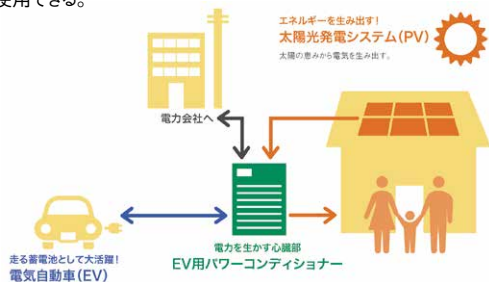 使用できる。
エネルギーを生み出す!
太陽光発電システム(PV)
太陽の恵みから電気を生み出す。
電力会社へ
電力を生かす心臓部
EV用パワーコンディショナー
走る蓄電池として大活躍!
電気自動車(EV)